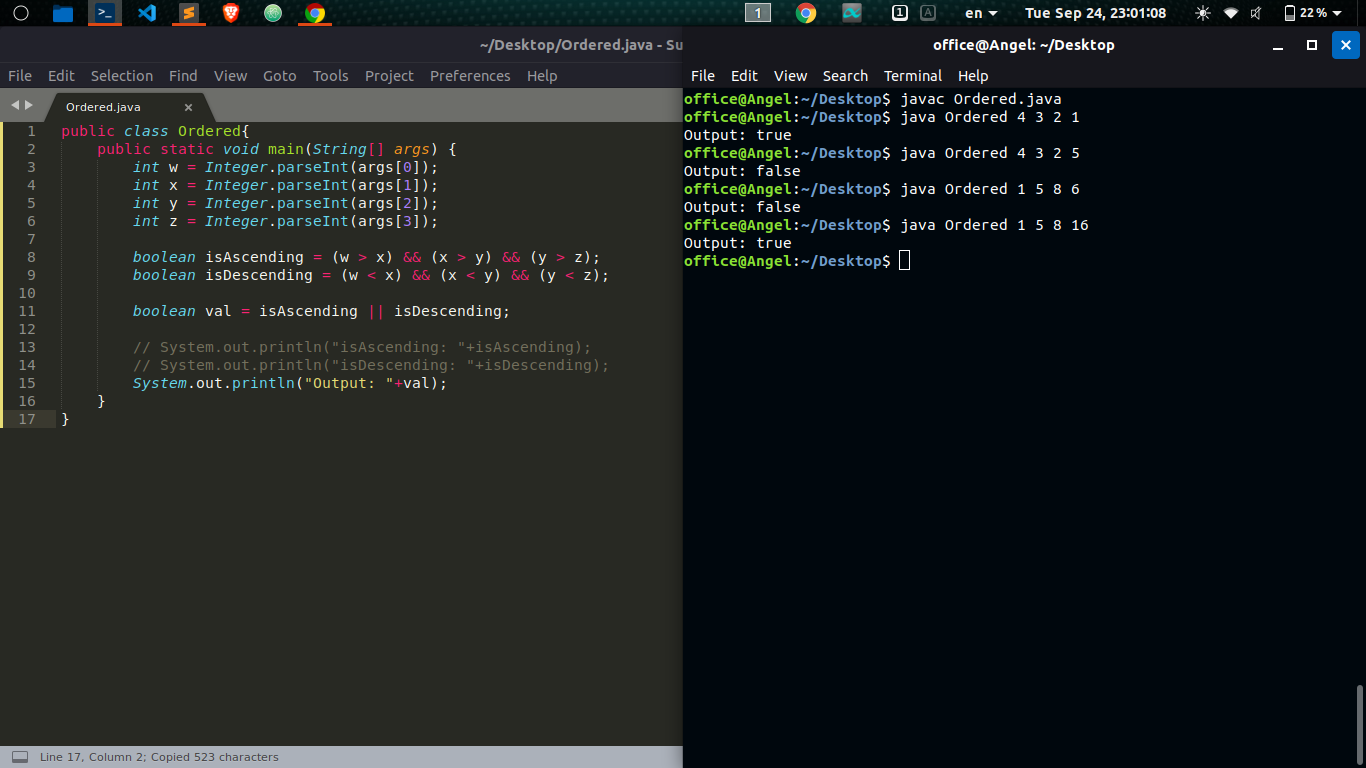 1 1 A en Tue Sep 24, 23:01:08 22 %
~/Desktop/Ordered.java - Su
File Edit Selection Find View Goto Tools Project Preferences Help
Ordered.java ×
1 public class Ordered{
2     public static void main(String[] args) {
3         int w = Integer.parseInt(args[0]);
4         int x = Integer.parseInt(args[1]);
5         int y = Integer.parseInt(args[2]);
6         int z = Integer.parseInt(args[3]);
7
8         boolean isAscending = (w > x) && (x > y) && (y > z);
9         boolean isDescending = (w < x) && (x < y) && (y < z);
10
11         boolean val = isAscending || isDescending;
12
13         // System.out.println("isAscending: "+isAscending);
14         // System.out.println("isDescending: "+isDescending);
15         System.out.println("Output: "+val);
16     }
17 }
Line 17, Column 2; Copied 523 characters
office@Angel: ~/Desktop
File Edit View Search Terminal Help
office@Angel:~/Desktop$ javac Ordered.java
office@Angel:~/Desktop$ java Ordered 4 3 2 1
Output: true
office@Angel:~/Desktop$ java Ordered 4 3 2 5
Output: false
office@Angel:~/Desktop$ java Ordered 1 5 8 6
Output: false
office@Angel:~/Desktop$ java Ordered 1 5 8 16
Output: true
office@Angel:~/Desktop$